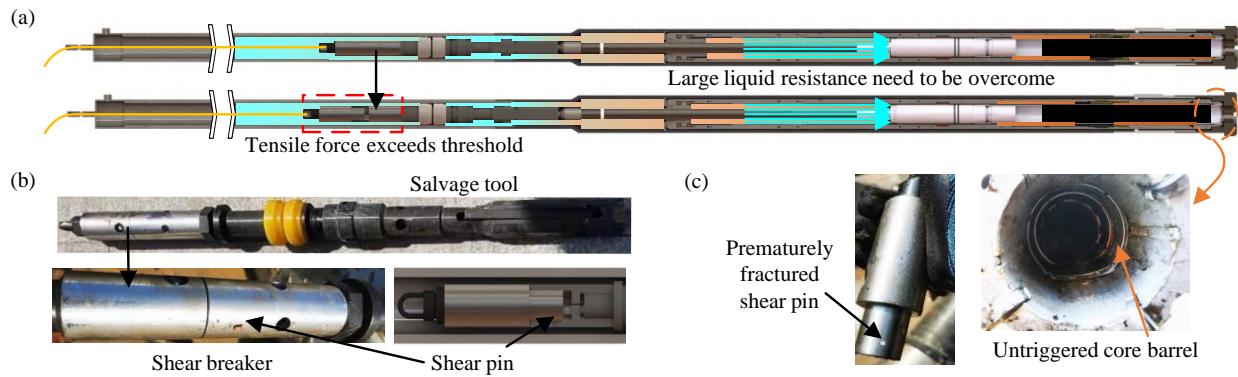 (a)
Large liquid resistance need to be overcome
Tensile force exceeds threshold
(b)
Salvage tool
Shear breaker
Shear pin
(c)
Prematurely
fractured
shear pin
Untriggered core barrel